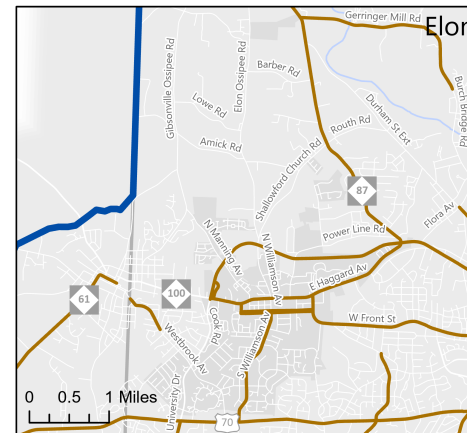 Gerringer Mill Rd
Elon
Gibsonville Ossipee Rd
Elon Ossipee Rd
Barber Rd
Burch Bridge Rd
Lowe Rd
Durham St Ext
Routh Rd
Amick Rd
Shallowford Church Rd
87
Flora Av
N Manning Av
N Williamson Av
Power Line Rd
E Haggard Av
61
100
Cook Rd
W Front St
Westbrook Av
S Williamson Av
University Dr
0 0.5 1 Miles
70